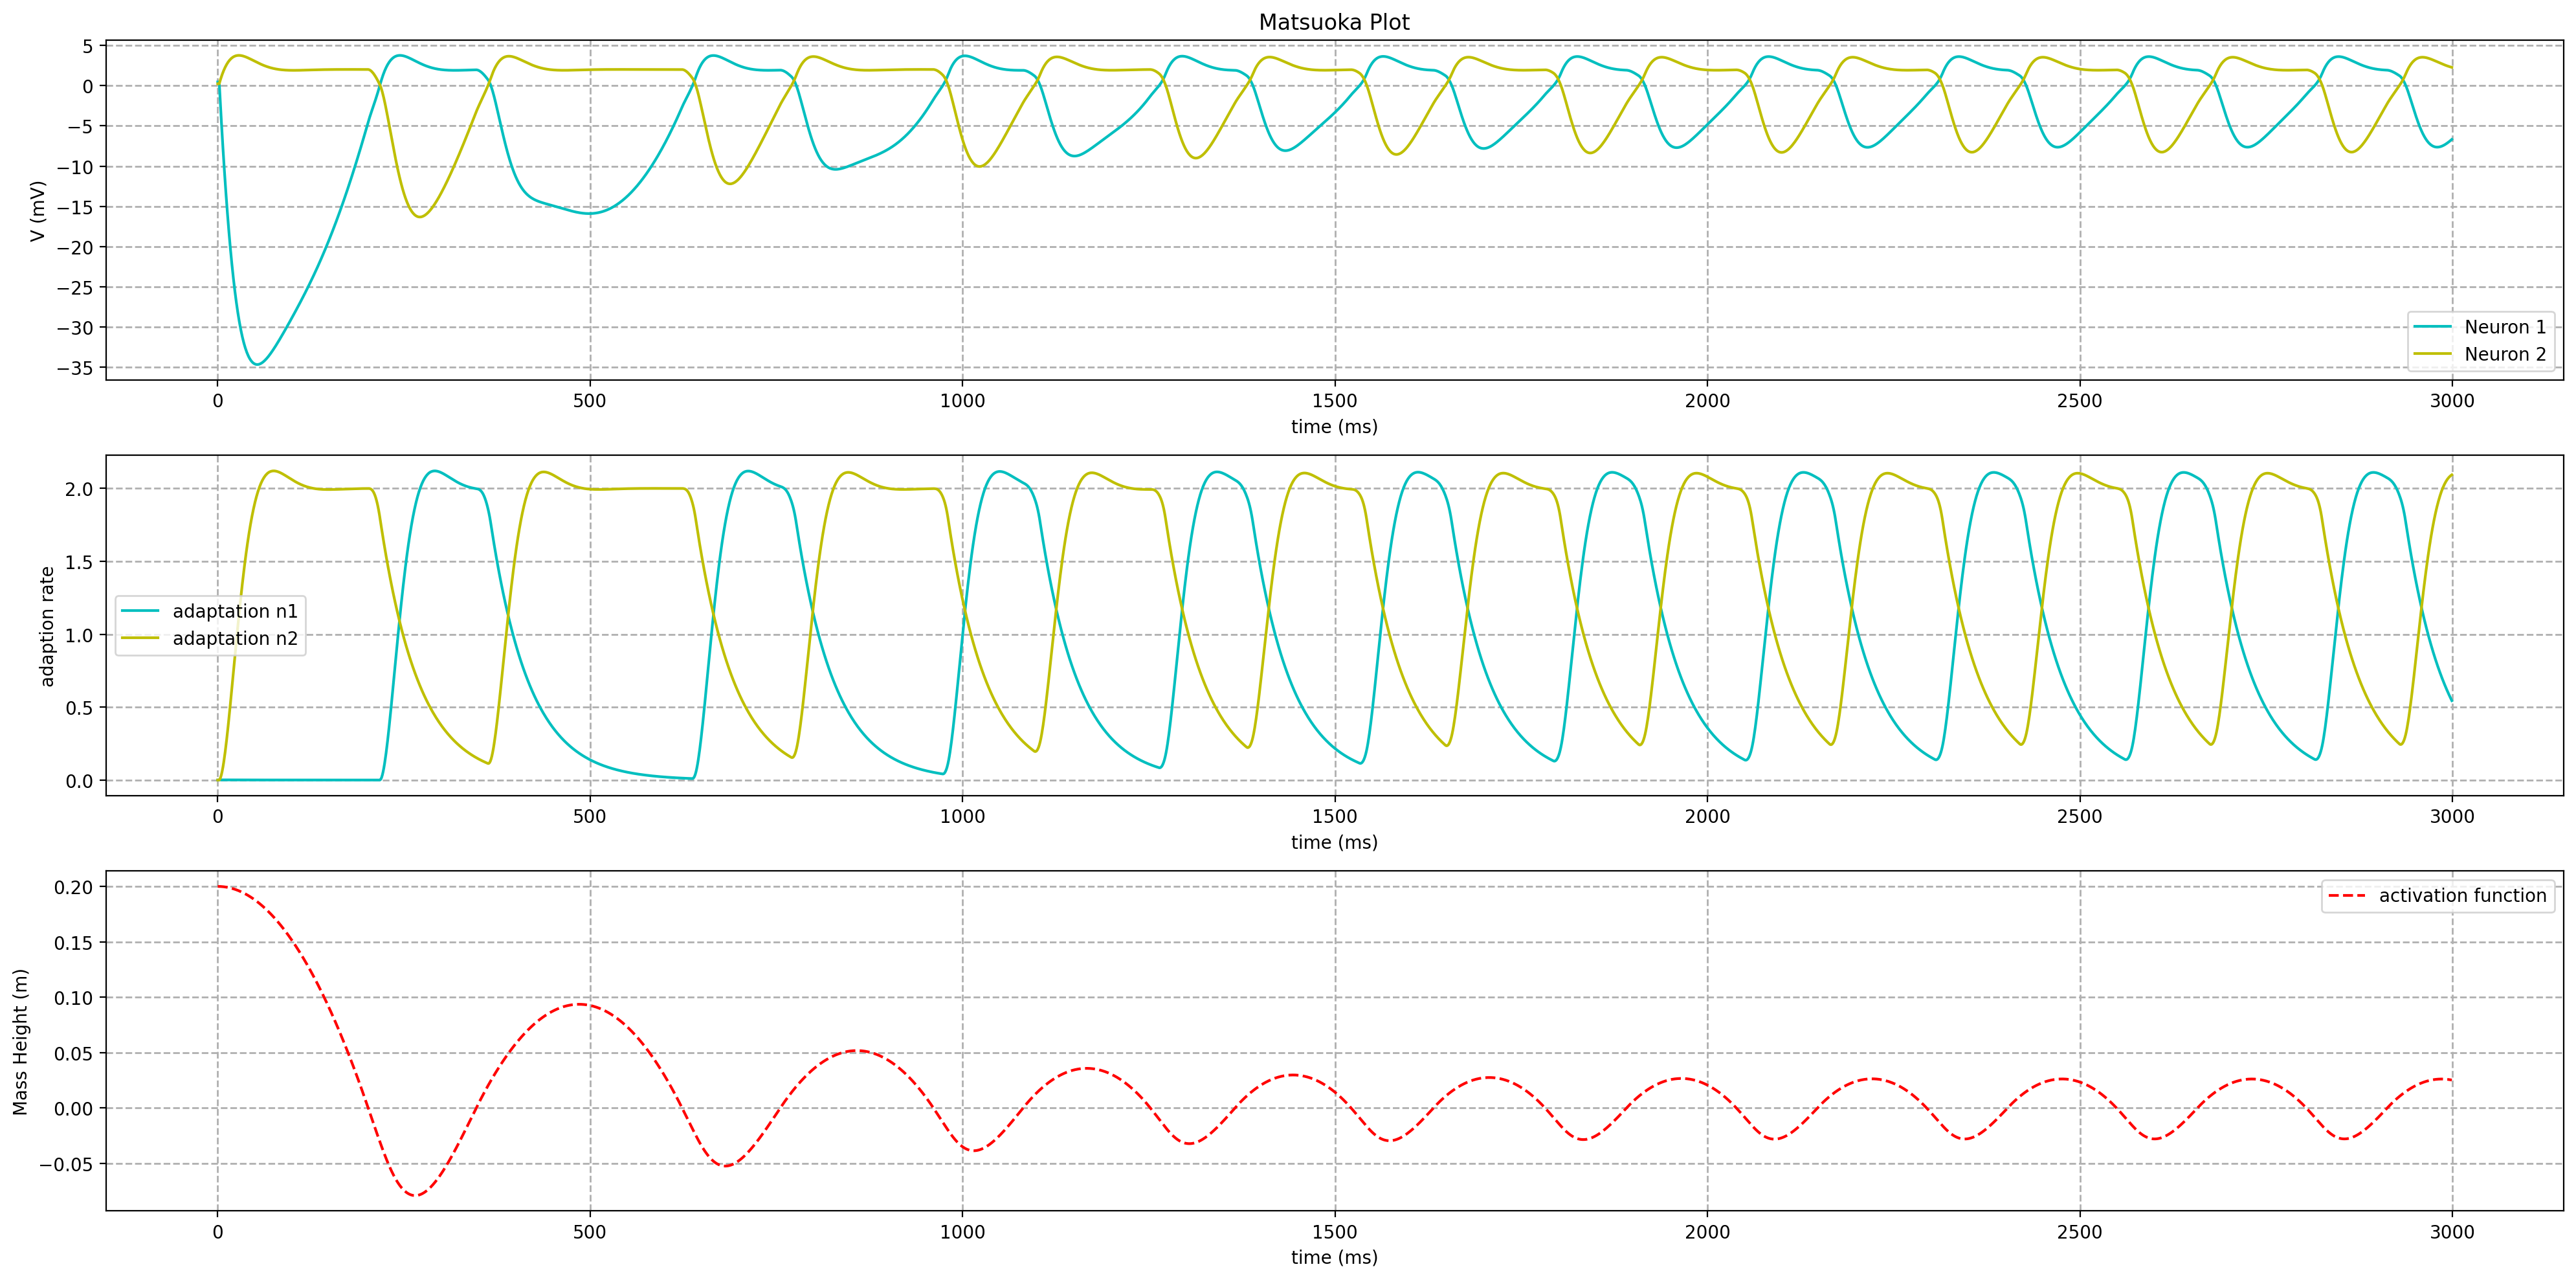 Matsuoka Plot
5
0
−5
−10
−15
−20
−25
−30
−35
V (mV)
Neuron 1
Neuron 2
0 500 1000 1500 2000 2500 3000
time (ms)
2.0
1.5
1.0
0.5
0.0
adaption rate
adaptation n1
adaptation n2
0 500 1000 1500 2000 2500 3000
time (ms)
0.20
0.15
0.10
0.05
0.00
−0.05
Mass Height (m)
activation function
0 500 1000 1500 2000 2500 3000
time (ms)